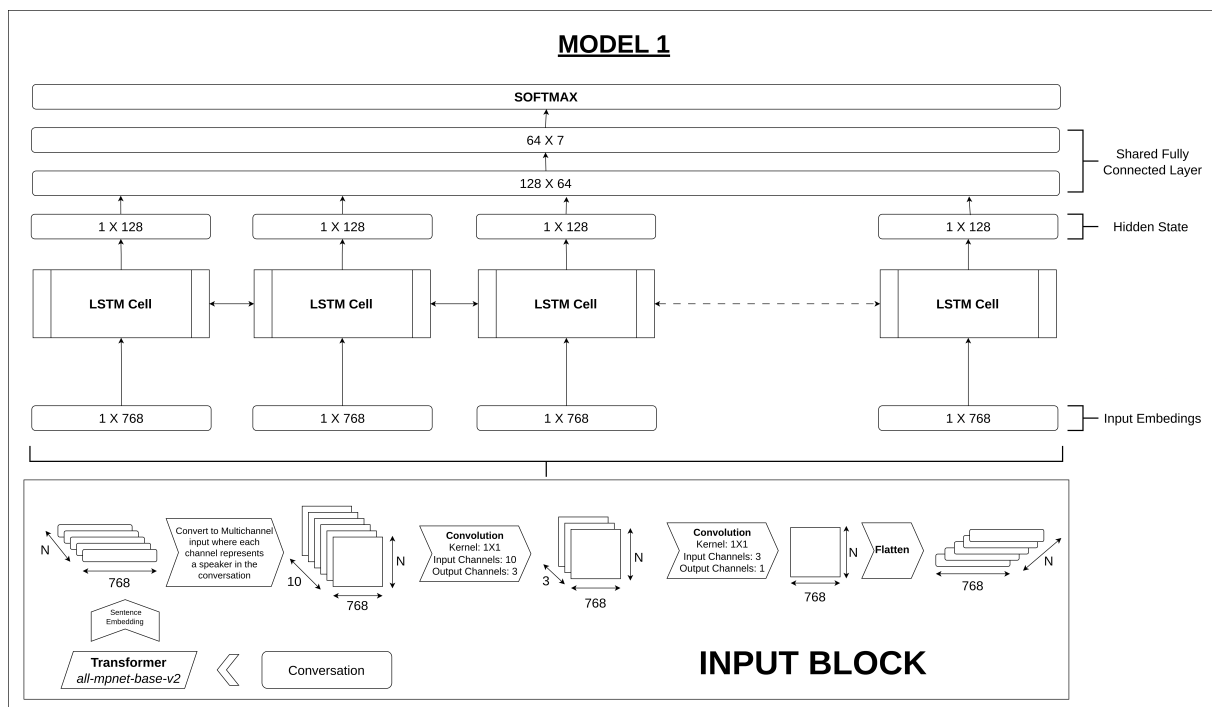 MODEL 1
SOFTMAX
64 X 7
128 X 64
Shared Fully
Connected Layer
1 X 128
1 X 128
1 X 128
1 X 128
Hidden State
LSTM Cell
LSTM Cell
LSTM Cell
LSTM Cell
1 X 768
1 X 768
1 X 768
1 X 768
Input Embedings
N
768
Convert to Multichannel
input where each
channel represents
a speaker in the
conversation
10
N
768
Convolution
Kernel: 1X1
Input Channels: 10
Output Channels: 3
3
N
768
Convolution
Kernel: 1X1
Input Channels: 3
Output Channels: 1
N
768
Flatten
768
N
Sentence
Embedding
Transformer
all-mpnet-base-v2
Conversation
INPUT BLOCK